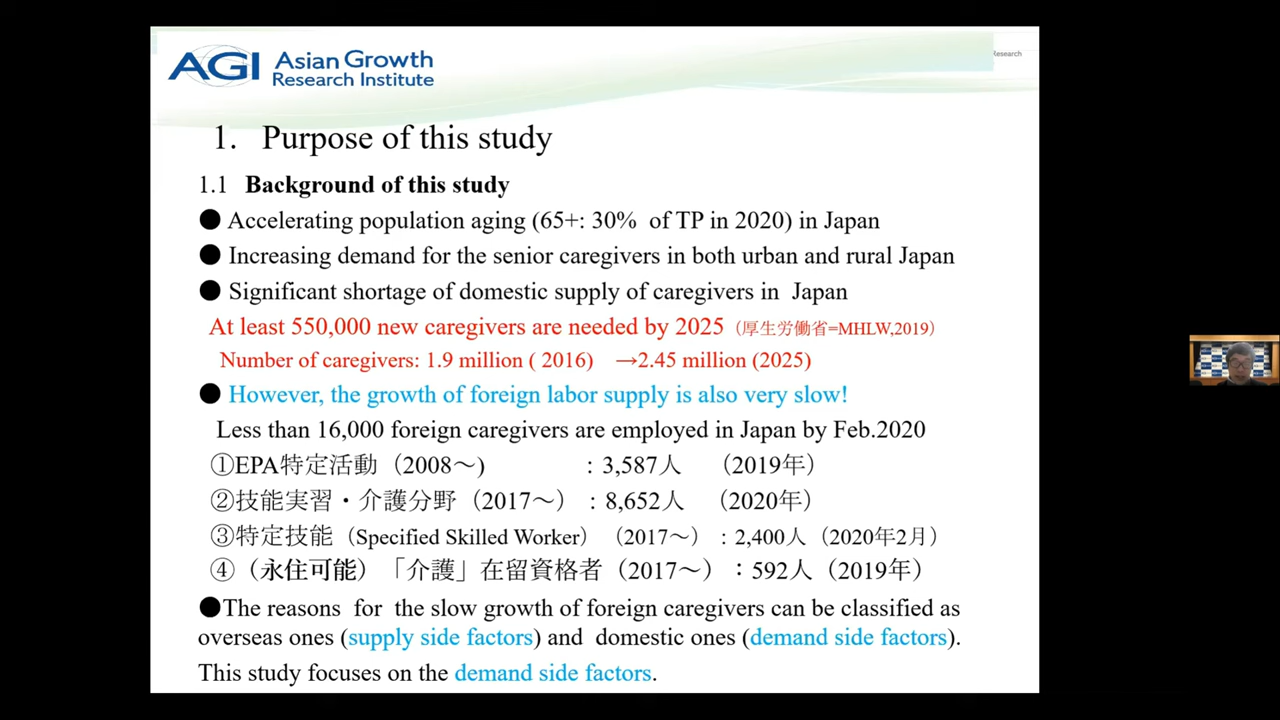 AGI Asian Growth
Research Institute
Research
1. Purpose of this study
1.1 Background of this study
● Accelerating population aging (65+: 30% of TP in 2020) in Japan
● Increasing demand for the senior caregivers in both urban and rural Japan
● Significant shortage of domestic supply of caregivers in Japan
At least 550,000 new caregivers are needed by 2025（厚生労働省=MHLW,2019）
Number of caregivers: 1.9 million ( 2016) →2.45 million (2025)
● However, the growth of foreign labor supply is also very slow!
Less than 16,000 foreign caregivers are employed in Japan by Feb.2020
①EPA特定活動（2008～) : 3,587人 （2019年）
②技能実習・介護分野（2017～）: 8,652人 （2020年）
③特定技能（Specified Skilled Worker）（2017～）: 2,400人（2020年2月）
④（永住可能）「介護」在留資格者（2017～）：592人（2019年）
●The reasons for the slow growth of foreign caregivers can be classified as
overseas ones (supply side factors) and domestic ones (demand side factors).
This study focuses on the demand side factors.